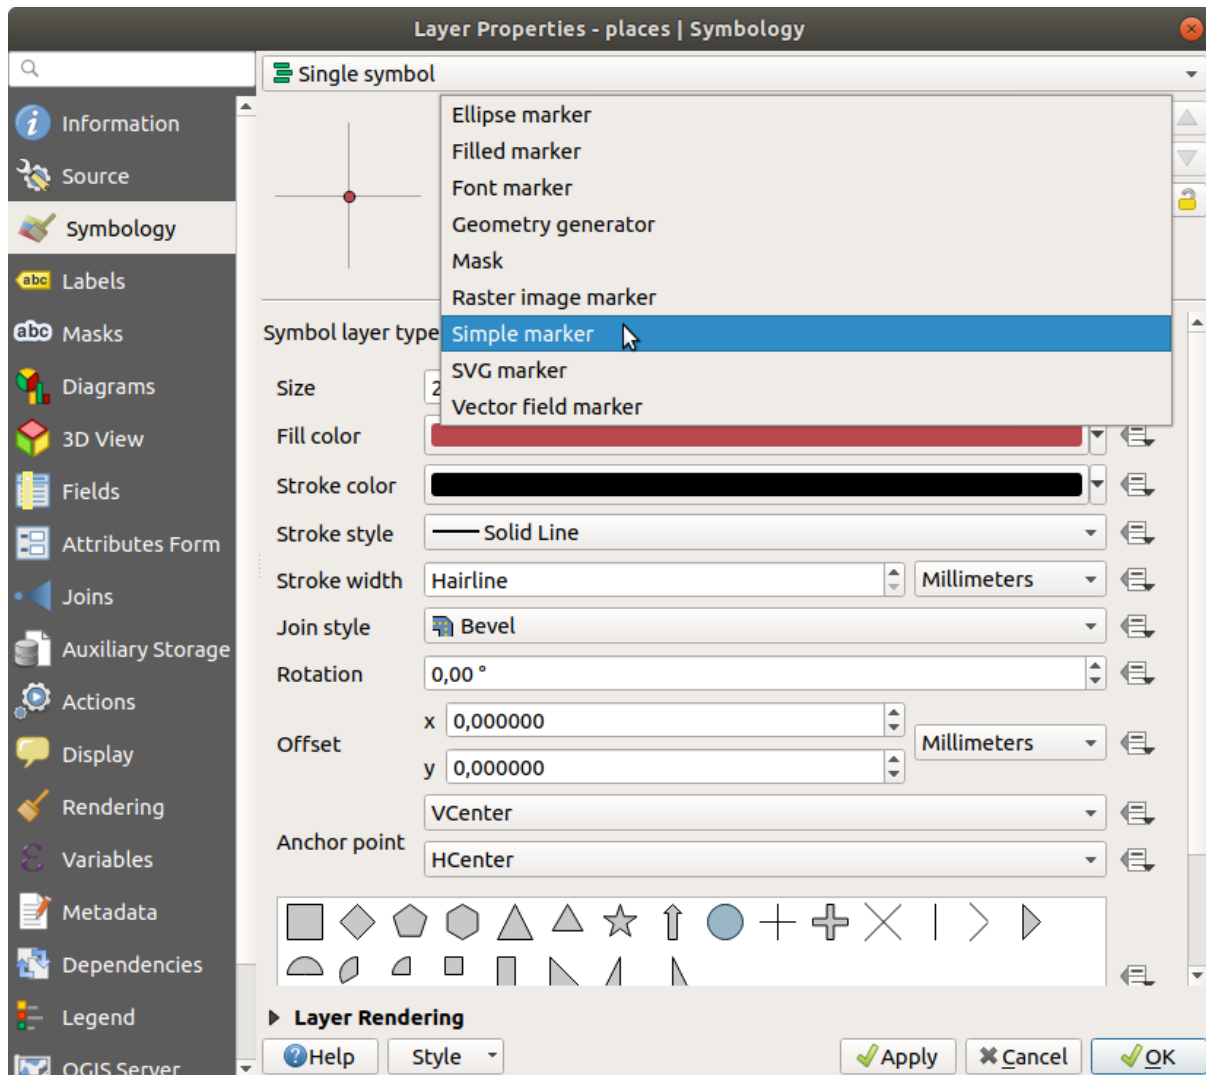 Layer Properties - places | Symbology
Single symbol
Information
Source
Symbology
abc Labels
abc Masks
Diagrams
3D View
Fields
Attributes Form
Joins
Auxiliary Storage
Actions
Display
Rendering
Variables
Metadata
Dependencies
Legend
QGIS Server
Ellipse marker
Filled marker
Font marker
Geometry generator
Mask
Raster image marker
Simple marker
SVG marker
Vector field marker
Symbol layer type
Size 2
Fill color
Stroke color
Stroke style Solid Line
Stroke width Hairline Millimeters
Join style Bevel
Rotation 0,00 °
Offset x 0,000000 Millimeters
y 0,000000
Anchor point VCenter
HCenter
Layer Rendering
Help Style Apply Cancel OK